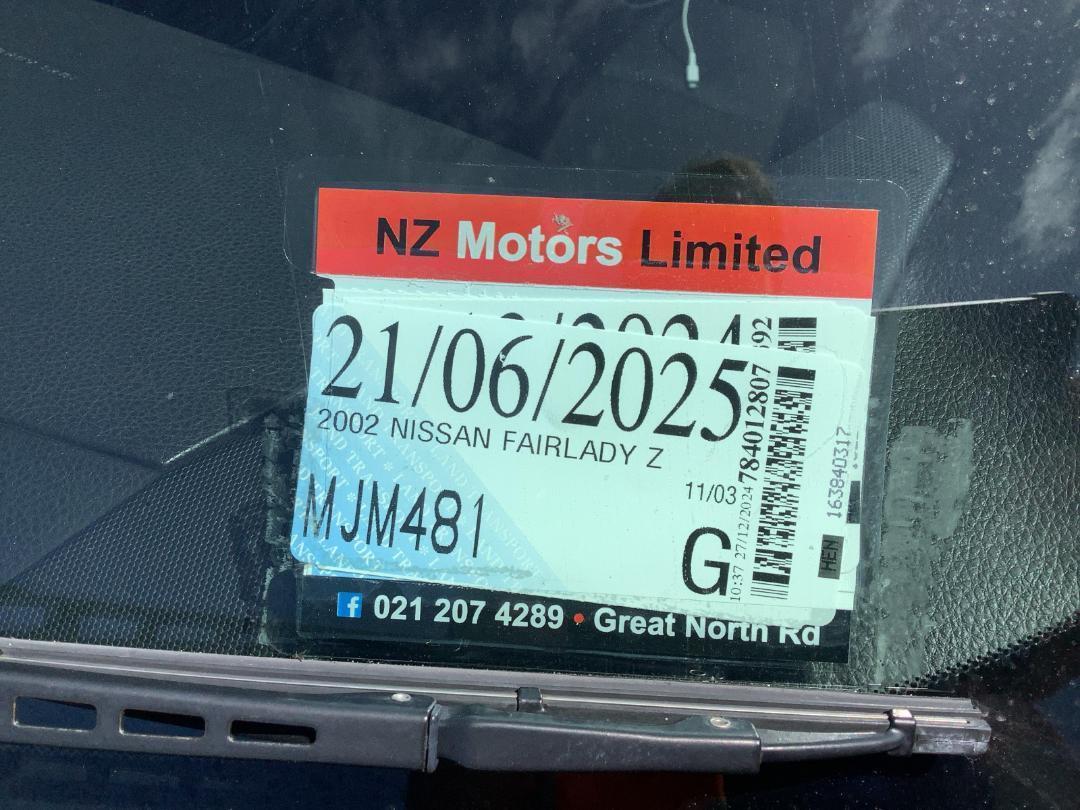 NZ Motors Limited
21/06/2025
2002 NISSAN FAIRLADY Z
11/03
MJM481
G
10:37 27/12/2024 784012807
163840317
HEN
021 207 4289 • Great North Rd